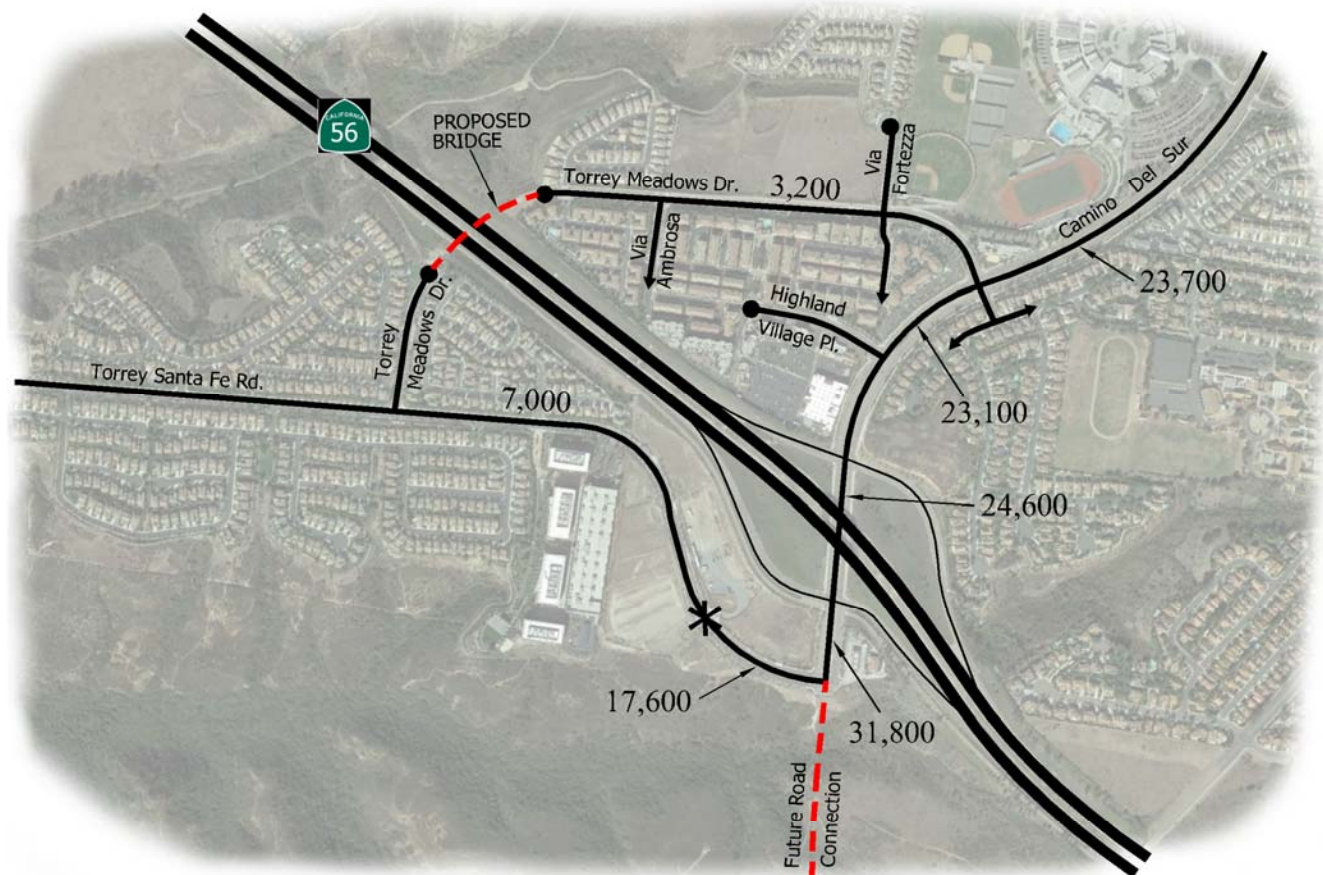 CALIFORNIA
56
PROPOSED
BRIDGE
Torrey Meadows Dr.
3,200
Via
Fortezza
Camino Del Sur
23,700
Via
Ambrosa
Highland
Village Pl.
Torrey
Meadows Dr.
Torrey Santa Fe Rd.
7,000
23,100
24,600
17,600
31,800
Future Road
Connection